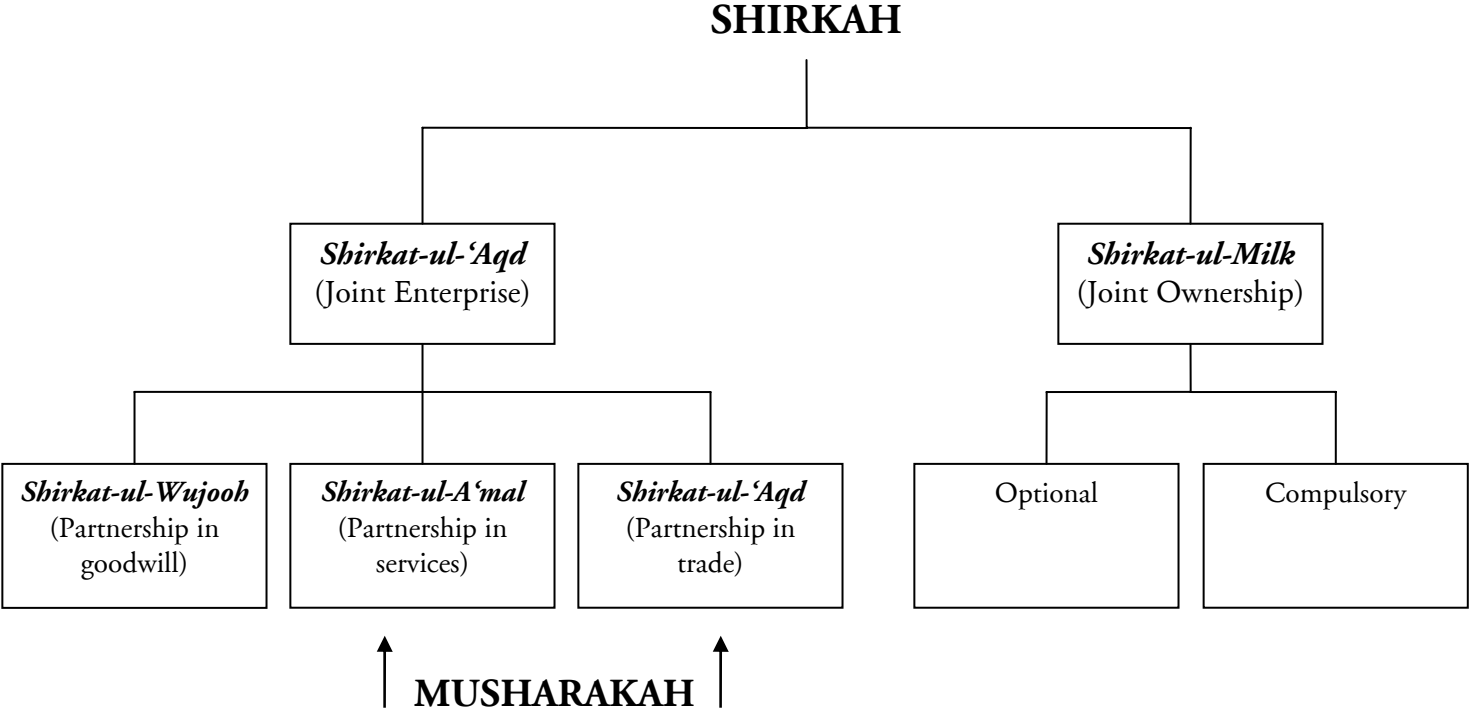 SHIRKAH
Shirkat-ul-‘Aqd
(Joint Enterprise)
Shirkat-ul-Milk
(Joint Ownership)
Shirkat-ul-Wujooh
(Partnership in
goodwill)
Shirkat-ul-A‘mal
(Partnership in
services)
Shirkat-ul-‘Aqd
(Partnership in
trade)
Optional
Compulsory
MUSHARAKAH